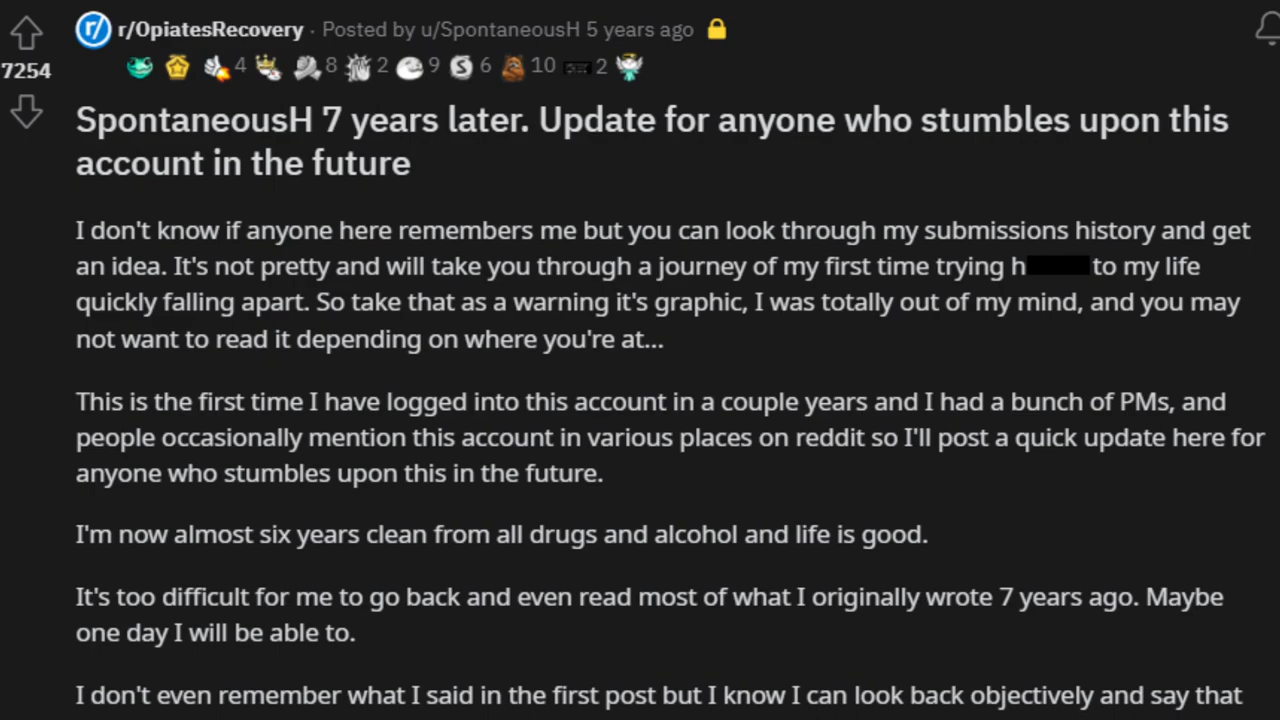 r/OpiatesRecovery · Posted by u/SpontaneousH 5 years ago
7254
4 8 2 9 S 6 10 2
SpontaneousH 7 years later. Update for anyone who stumbles upon this
account in the future
I don't know if anyone here remembers me but you can look through my submissions history and get
an idea. It's not pretty and will take you through a journey of my first time trying h to my life
quickly falling apart. So take that as a warning it's graphic, I was totally out of my mind, and you may
not want to read it depending on where you're at...
This is the first time I have logged into this account in a couple years and I had a bunch of PMs, and
people occasionally mention this account in various places on reddit so I'll post a quick update here for
anyone who stumbles upon this in the future.
I'm now almost six years clean from all drugs and alcohol and life is good.
It's too difficult for me to go back and even read most of what I originally wrote 7 years ago. Maybe
one day I will be able to.
I don't even remember what I said in the first post but I know I can look back objectively and say that